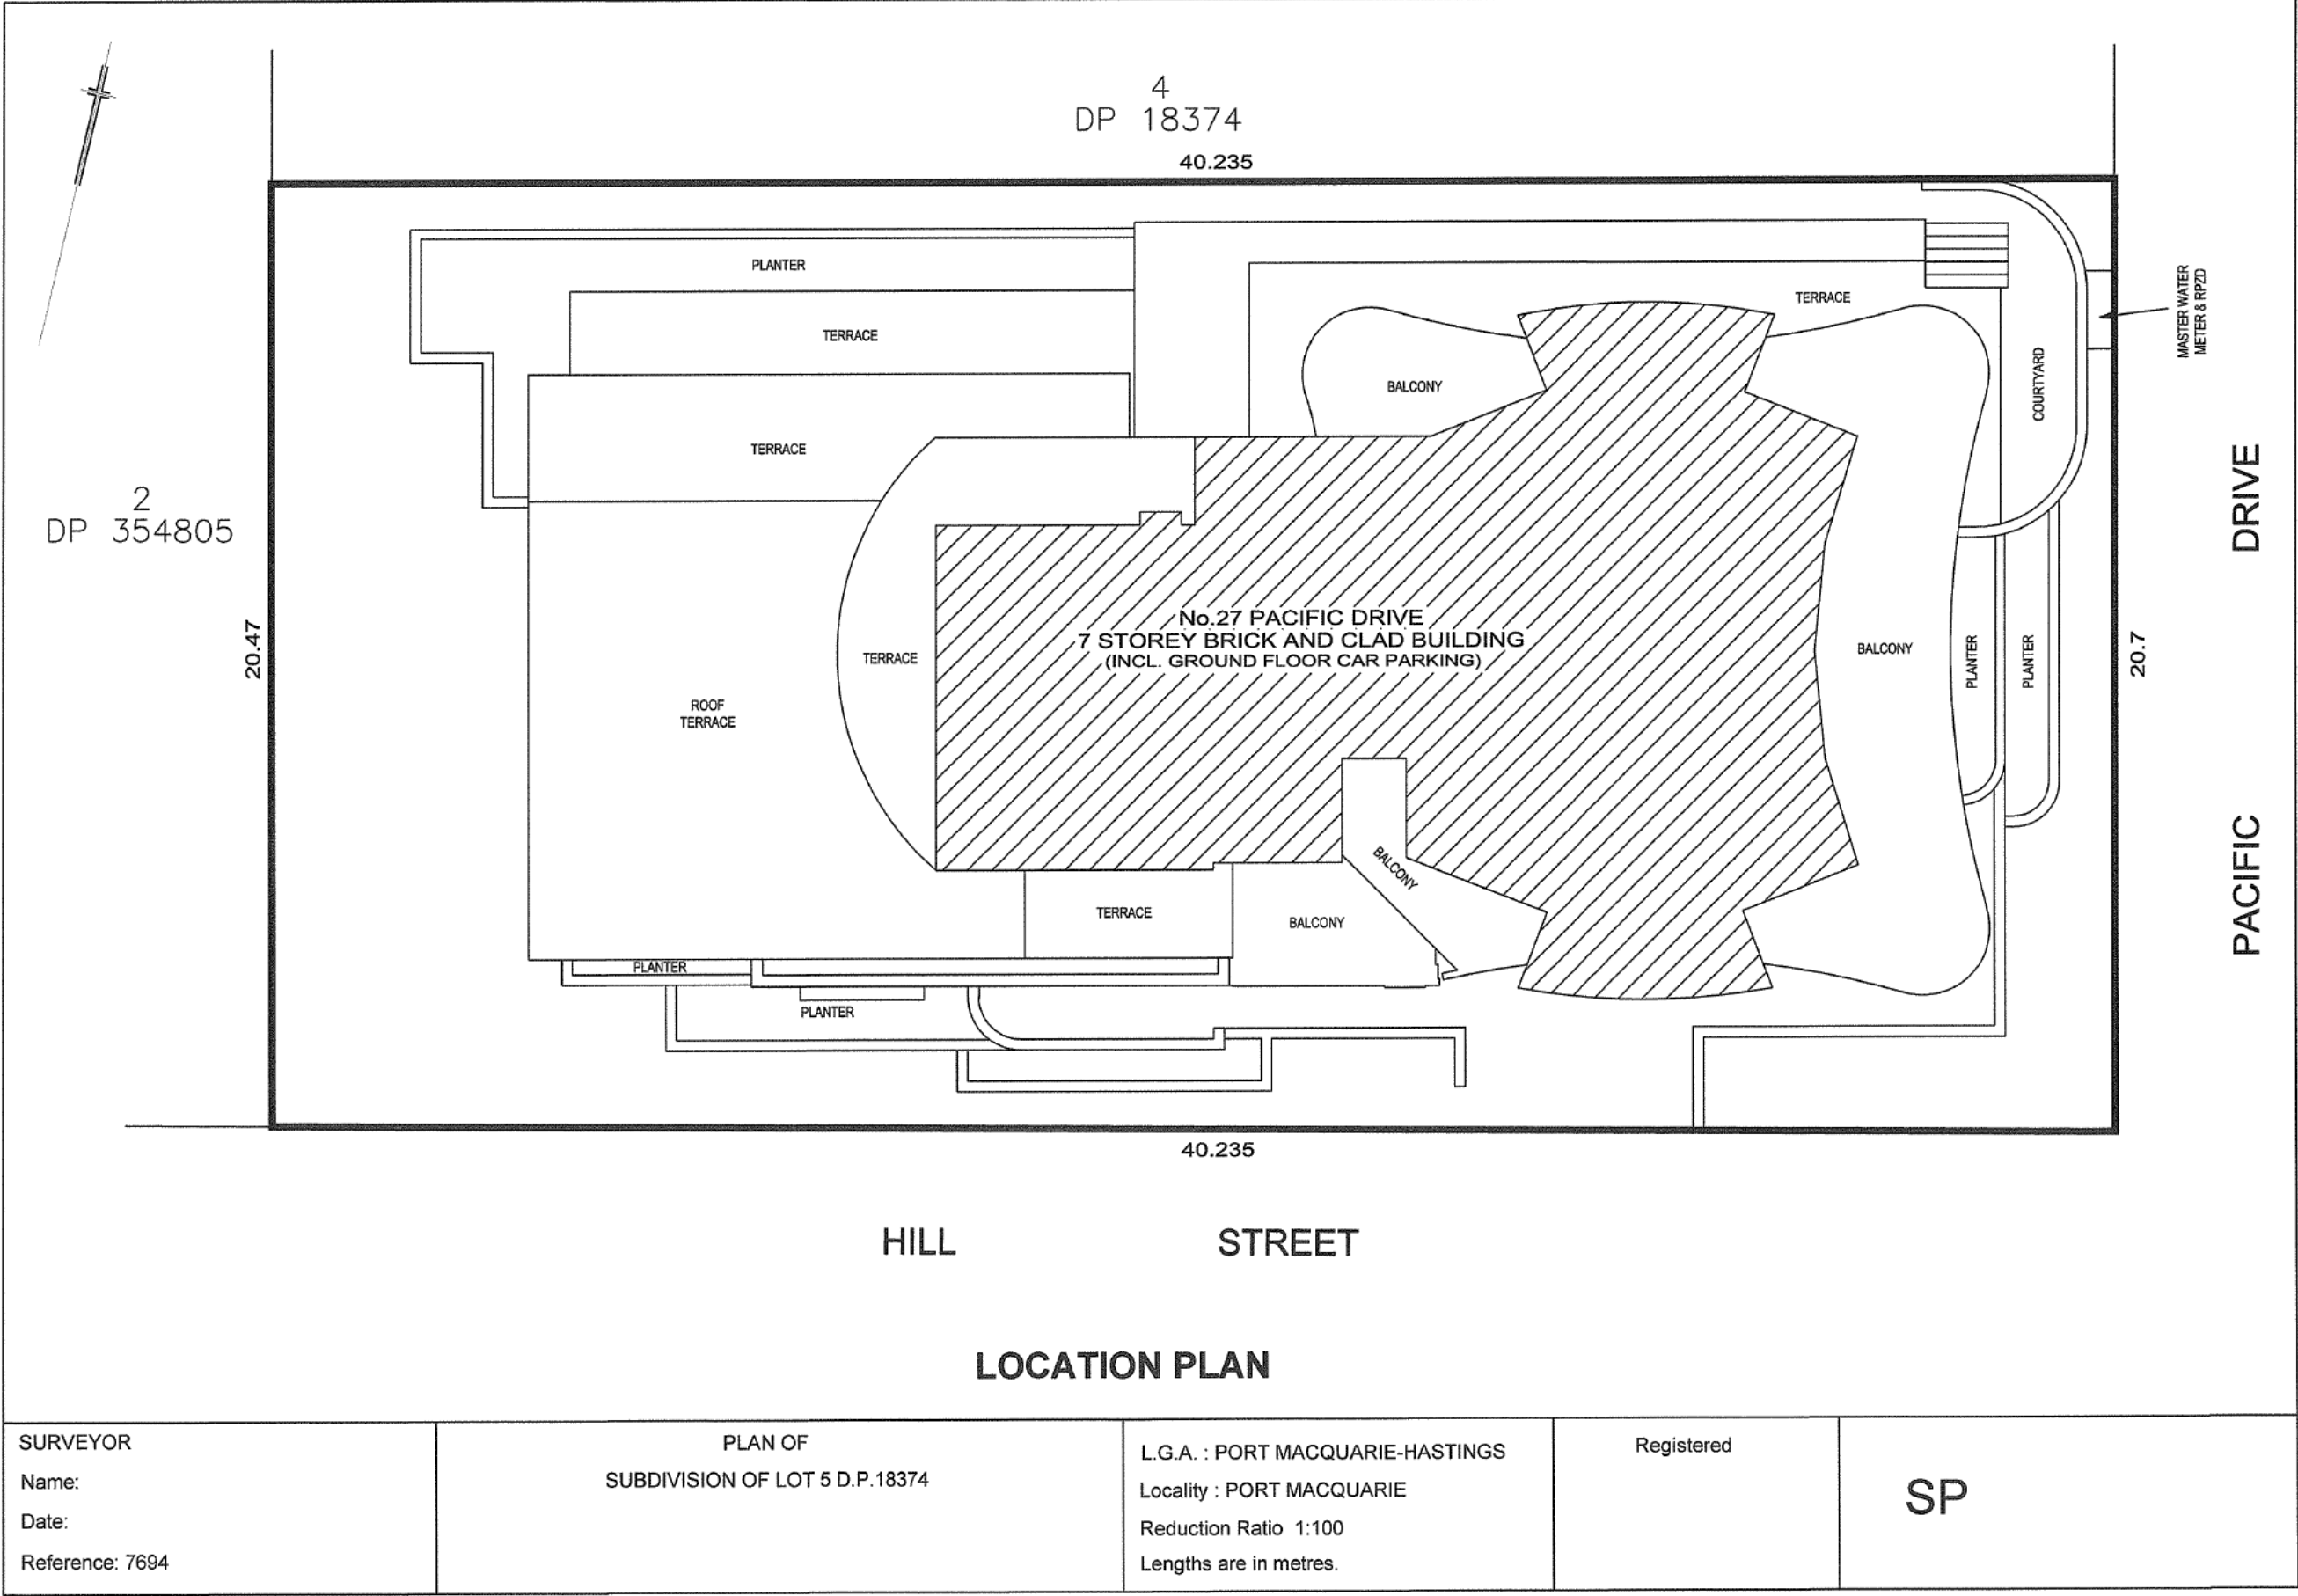 4
DP 18374
40.235
PLANTER
TERRACE
TERRACE
MASTER WATER
METER & RPZD
BALCONY
COURTYARD
TERRACE
2
DP 354805
DRIVE
No.27 PACIFIC DRIVE
7 STOREY BRICK AND CLAD BUILDING
(INCL. GROUND FLOOR CAR PARKING)
20.47
TERRACE
BALCONY
PLANTER
PLANTER
20.7
ROOF
TERRACE
BALCONY
PACIFIC
TERRACE
BALCONY
PLANTER
PLANTER
40.235
HILL STREET
LOCATION PLAN
SURVEYOR
Name:
Date:
Reference: 7694
PLAN OF
SUBDIVISION OF LOT 5 D.P.18374
L.G.A. : PORT MACQUARIE-HASTINGS
Locality : PORT MACQUARIE
Reduction Ratio 1:100
Lengths are in metres.
Registered
SP